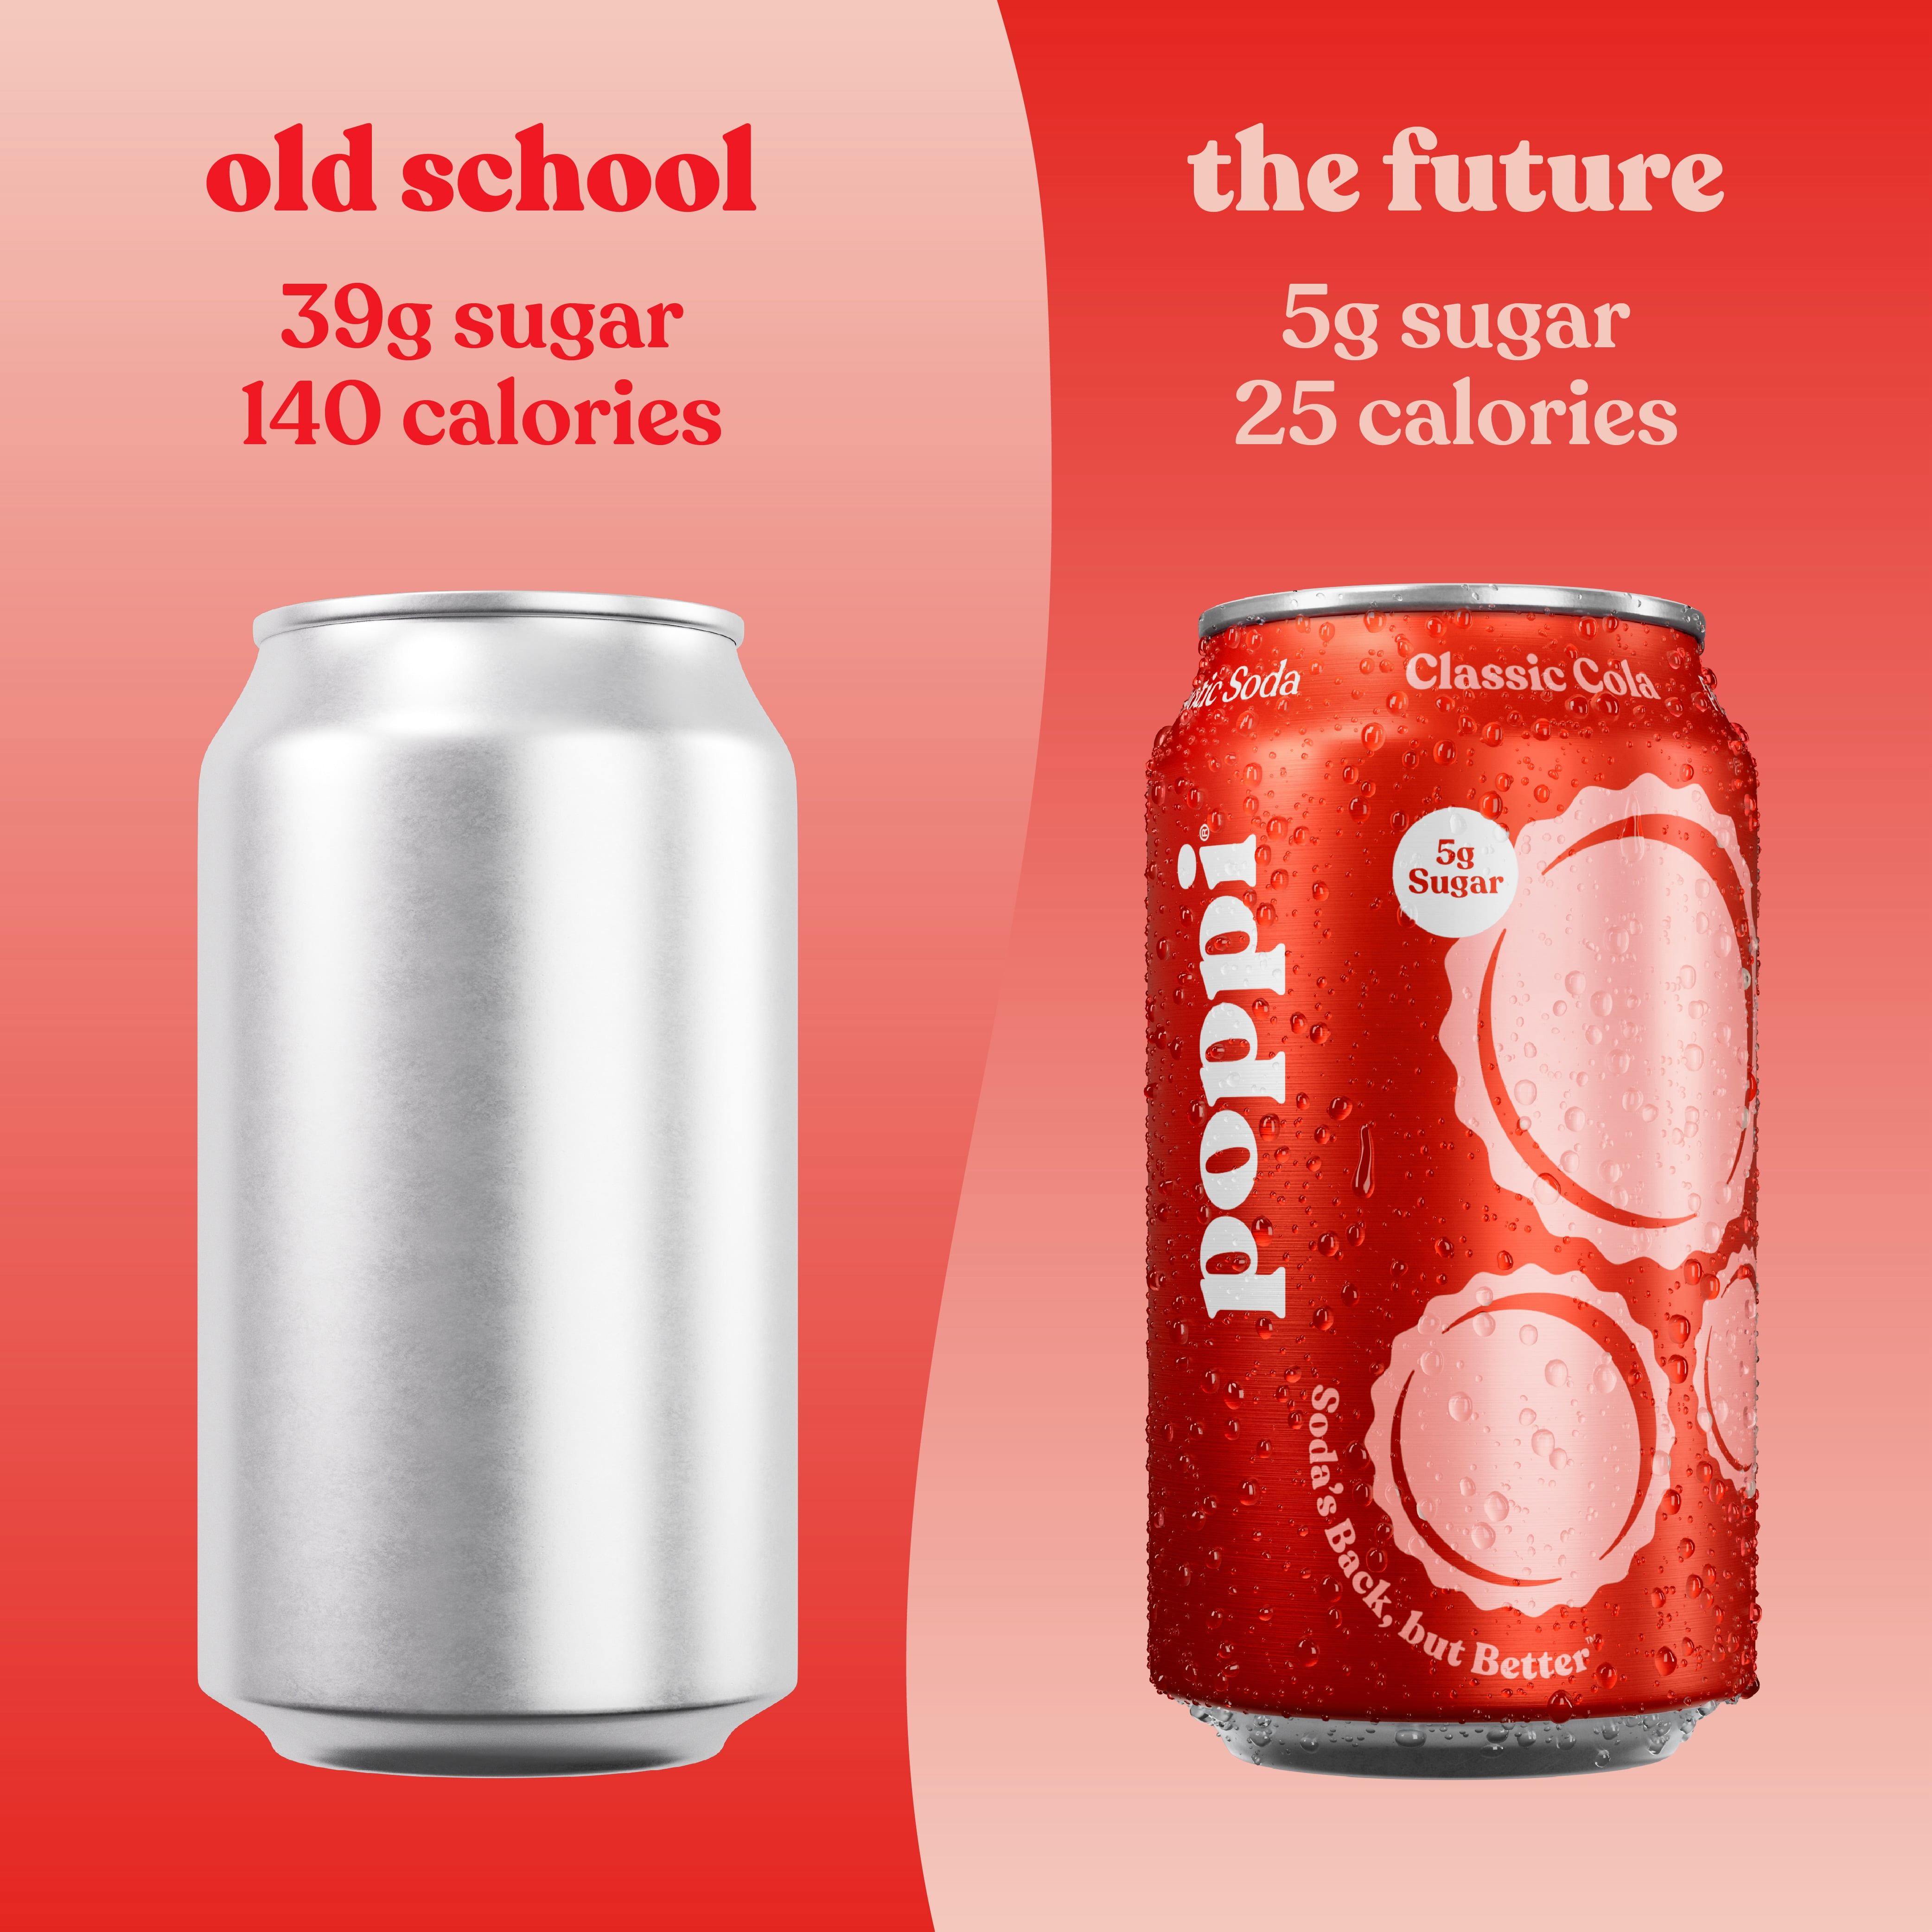 old school
39g sugar
140 calories
the future
5g sugar
25 calories
Soda
Classic Cola
poppi®
5g
Sugar
Soda's Back, but Better™